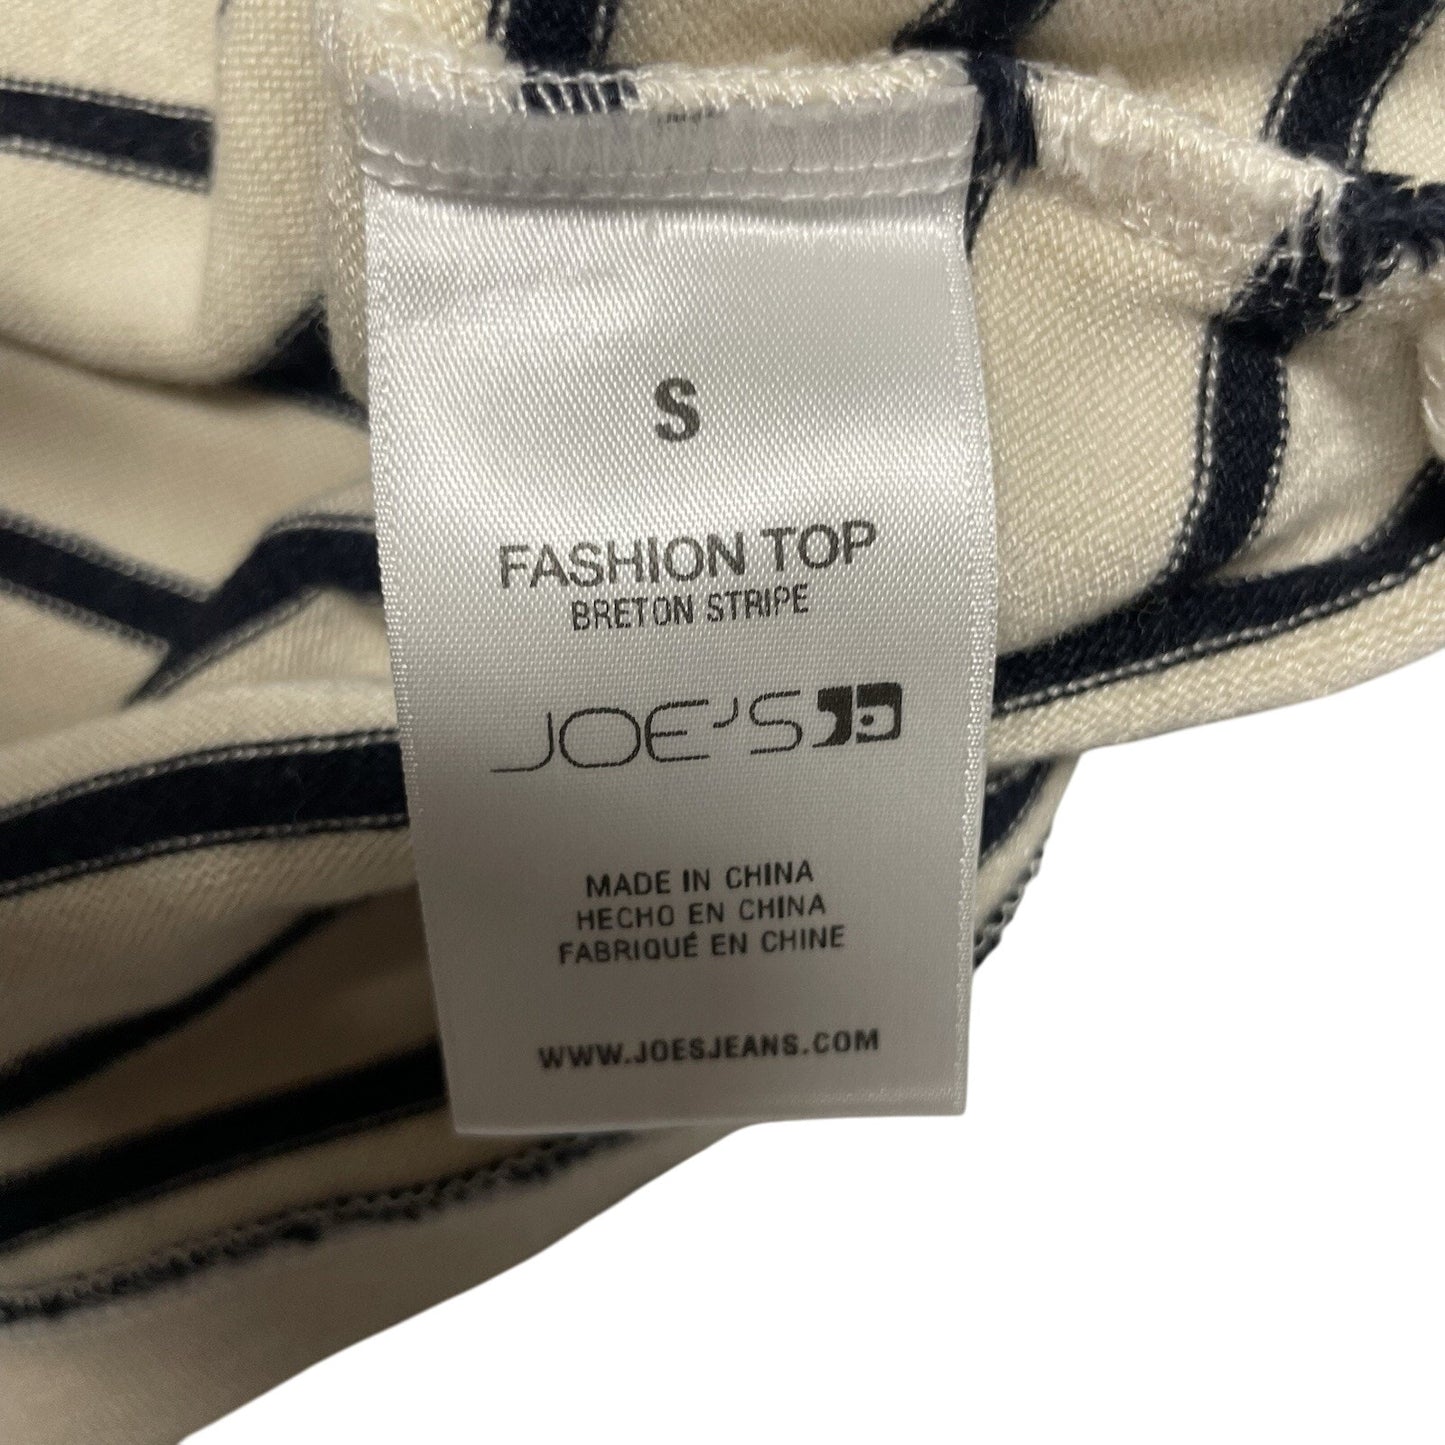 S
FASHION TOP
BRETON STRIPE
JOE'S
MADE IN CHINA
HECHO EN CHINA
FABRIQUÉ EN CHINE
WWW.JOESJEANS.COM